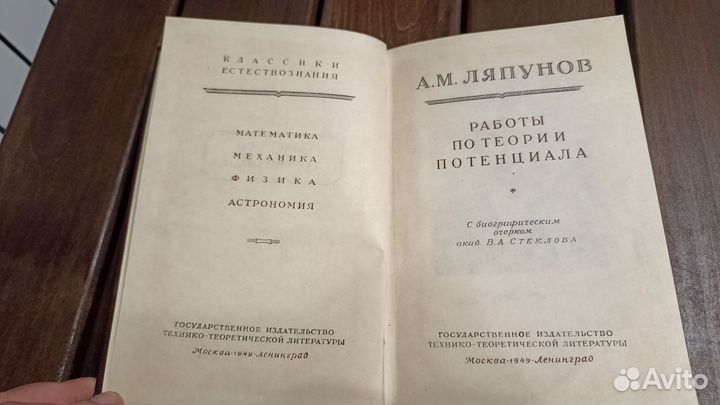 КЛАССИКИ
ЕСТЕСТВОЗНАНИЯ
МАТЕМАТИКА
МЕХАНИКА
ФИЗИКА
АСТРОНОМИЯ
ГОСУДАРСТВЕННОЕ ИЗДАТЕЛЬСТВО
ТЕХНИКО-ТЕОРЕТИЧЕСКОЙ ЛИТЕРАТУРЫ
Москва·1949·Ленинград
А.М. ЛЯПУНОВ
РАБОТЫ
ПО ТЕОРИИ
ПОТЕНЦИАЛА
*
С биографическим
очерком
акад. В.А. СТЕКЛОВА
ГОСУДАРСТВЕННОЕ ИЗДАТЕЛЬСТВО
ТЕХНИКО-ТЕОРЕТИЧЕСКОЙ ЛИТЕРАТУРЫ
Москва·1949·Ленинград
Avito